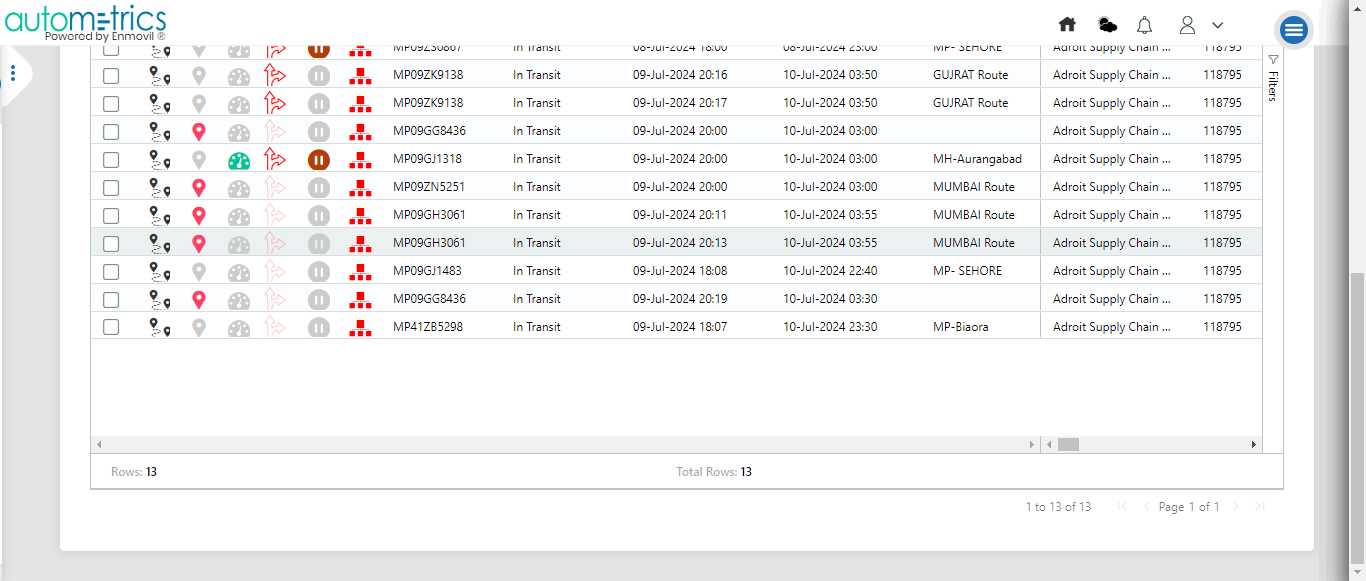 autometrics
Powered by Enmovil ®
MP09ZS0867 In Transit 08-Jul-2024 18:00 08-Jul-2024 23:00 MP- SEHORE Adroit Supply Chain ... 118795
MP09ZK9138 In Transit 09-Jul-2024 20:16 10-Jul-2024 03:50 GUJRAT Route Adroit Supply Chain ... 118795
MP09ZK9138 In Transit 09-Jul-2024 20:17 10-Jul-2024 03:50 GUJRAT Route Adroit Supply Chain ... 118795
MP09GG8436 In Transit 09-Jul-2024 20:00 10-Jul-2024 03:00 Adroit Supply Chain ... 118795
MP09GJ1318 In Transit 09-Jul-2024 20:00 10-Jul-2024 03:00 MH-Aurangabad Adroit Supply Chain ... 118795
MP09ZN5251 In Transit 09-Jul-2024 20:00 10-Jul-2024 03:00 MUMBAI Route Adroit Supply Chain ... 118795
MP09GH3061 In Transit 09-Jul-2024 20:11 10-Jul-2024 03:55 MUMBAI Route Adroit Supply Chain ... 118795
MP09GH3061 In Transit 09-Jul-2024 20:13 10-Jul-2024 03:55 MUMBAI Route Adroit Supply Chain ... 118795
MP09GJ1483 In Transit 09-Jul-2024 18:08 10-Jul-2024 22:40 MP- SEHORE Adroit Supply Chain ... 118795
MP09GG8436 In Transit 09-Jul-2024 20:19 10-Jul-2024 03:30 Adroit Supply Chain ... 118795
MP41ZB5298 In Transit 09-Jul-2024 18:07 10-Jul-2024 23:30 MP-Biaora Adroit Supply Chain ... 118795
Filters
Rows: 13 Total Rows: 13
1 to 13 of 13 Page 1 of 1